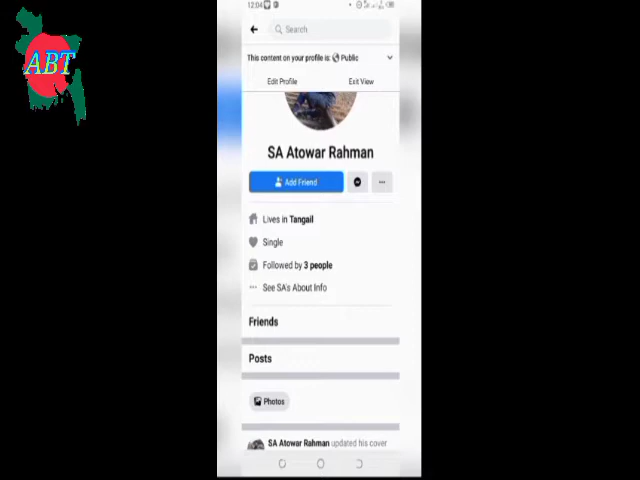 12:04
ABT
Search
This content on your profile is: Public
Edit Profile Exit View
SA Atowar Rahman
Add Friend
Lives in Tangail
Single
Followed by 3 people
See SA's About Info
Friends
Posts
Photos
SA Atowar Rahman updated his cover